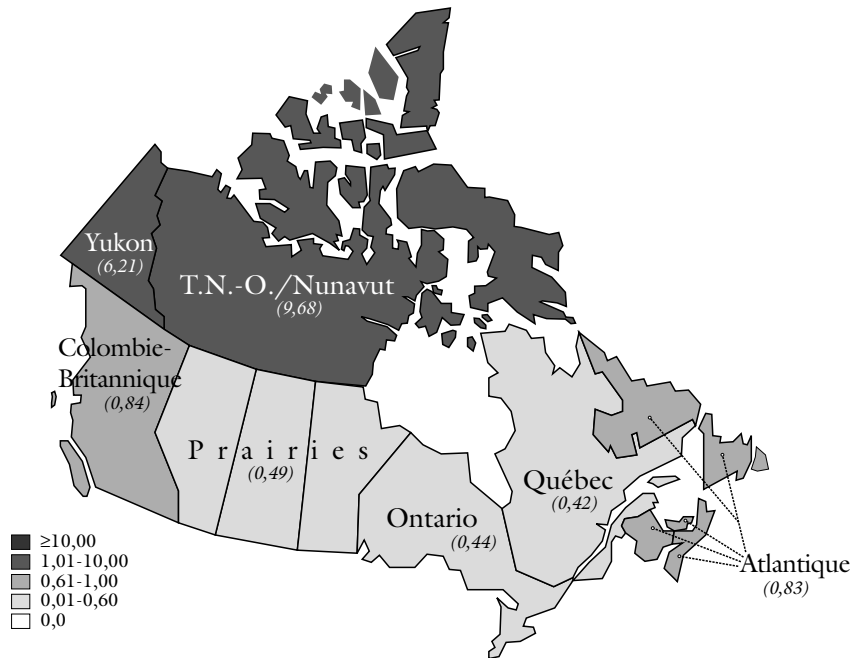 Yukon
(6,21)
T.N.-O./Nunavut
(9,68)
Colombie-
Britannique
(0,84)
Prairies
(0,49)
Québec
(0,42)
Ontario
(0,44)
Atlantique
(0,83)
≥10,00
1,01-10,00
0,61-1,00
0,01-0,60
0,0